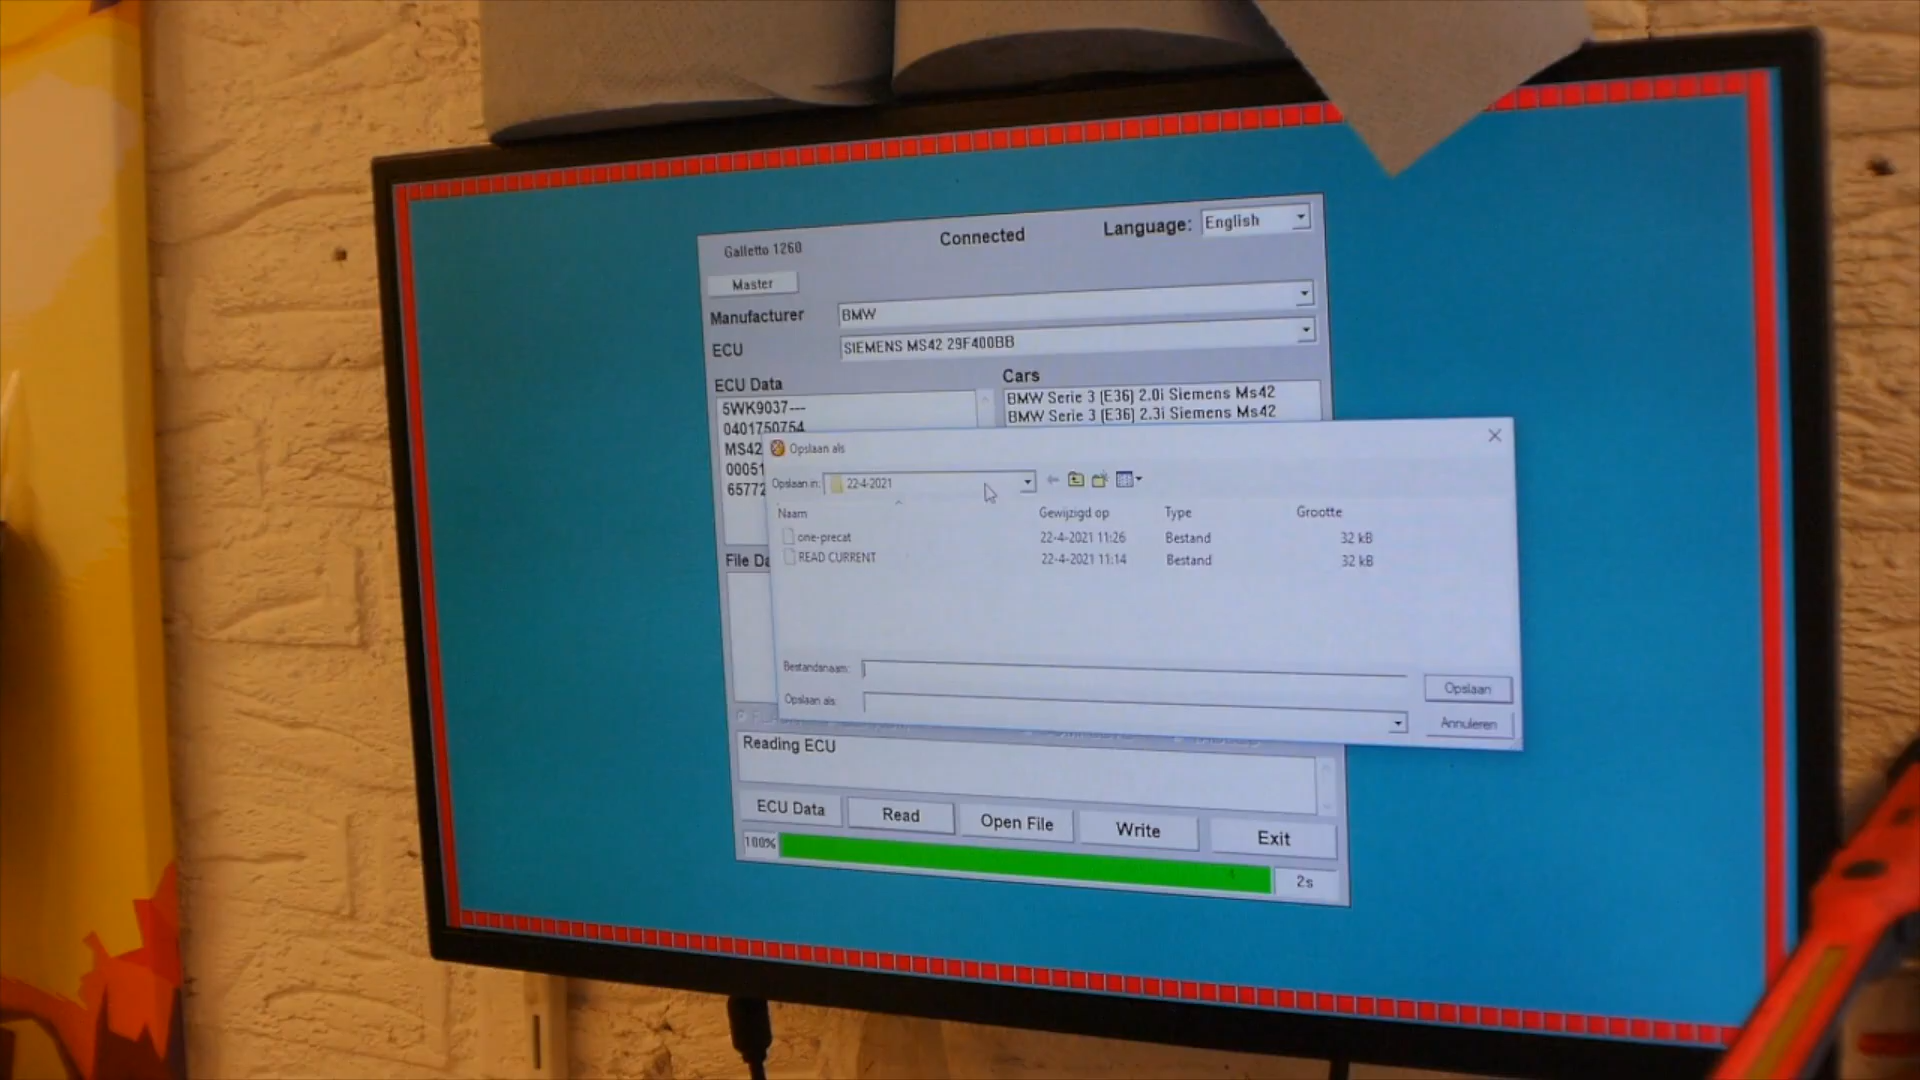 Galletto 1260
Connected
Language: English
Master
Manufacturer BMW
ECU SIEMENS MS42 29F400BB
ECU Data
Cars
5WK9037---
0401750754
MS42
00051
65772
BMW Serie 3 (E36) 2.0i Siemens Ms42
BMW Serie 3 (E36) 2.3i Siemens Ms42
Opslaan als
Opslaan in: 22-4-2021
Naam Gewijzigd op Type Grootte
one-precat 22-4-2021 11:26 Bestand 32 kB
READ CURRENT 22-4-2021 11:14 Bestand 32 kB
File Da
Bestandsnaam:
Opslaan
Opslaan als:
Annuleren
Reading ECU
ECU Data Read Open File Write Exit
100% 2s